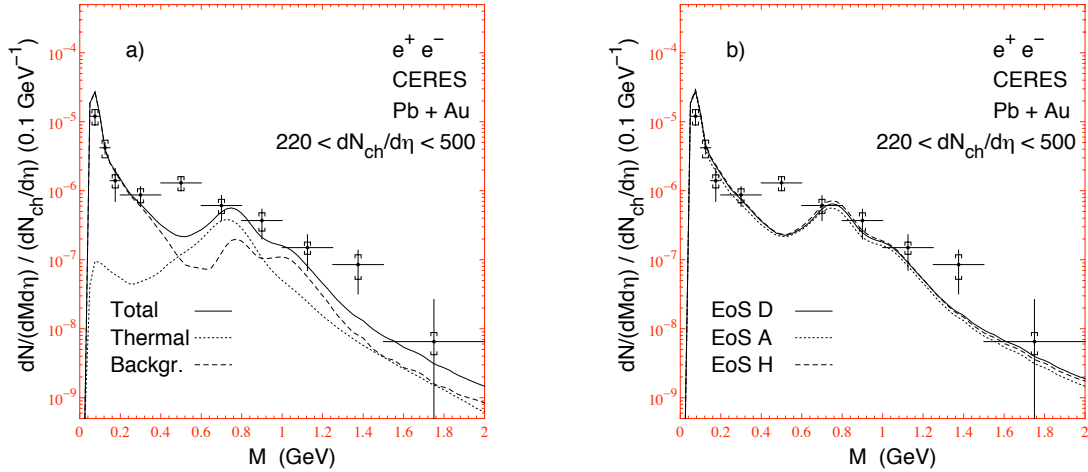 a)
e⁺ e⁻
CERES
Pb + Au
220 < dN_ch/dη < 500
dN/(dMdη) / (dN_ch/dη) (0.1 GeV⁻¹)
10⁻⁴
10⁻⁵
10⁻⁶
10⁻⁷
10⁻⁸
10⁻⁹
Total
Thermal
Backgr.
0 0.2 0.4 0.6 0.8 1 1.2 1.4 1.6 1.8 2
M (GeV)
b)
e⁺ e⁻
CERES
Pb + Au
220 < dN_ch/dη < 500
dN/(dMdη) / (dN_ch/dη) (0.1 GeV⁻¹)
10⁻⁴
10⁻⁵
10⁻⁶
10⁻⁷
10⁻⁸
10⁻⁹
EoS D
EoS A
EoS H
0 0.2 0.4 0.6 0.8 1 1.2 1.4 1.6 1.8 2
M (GeV)